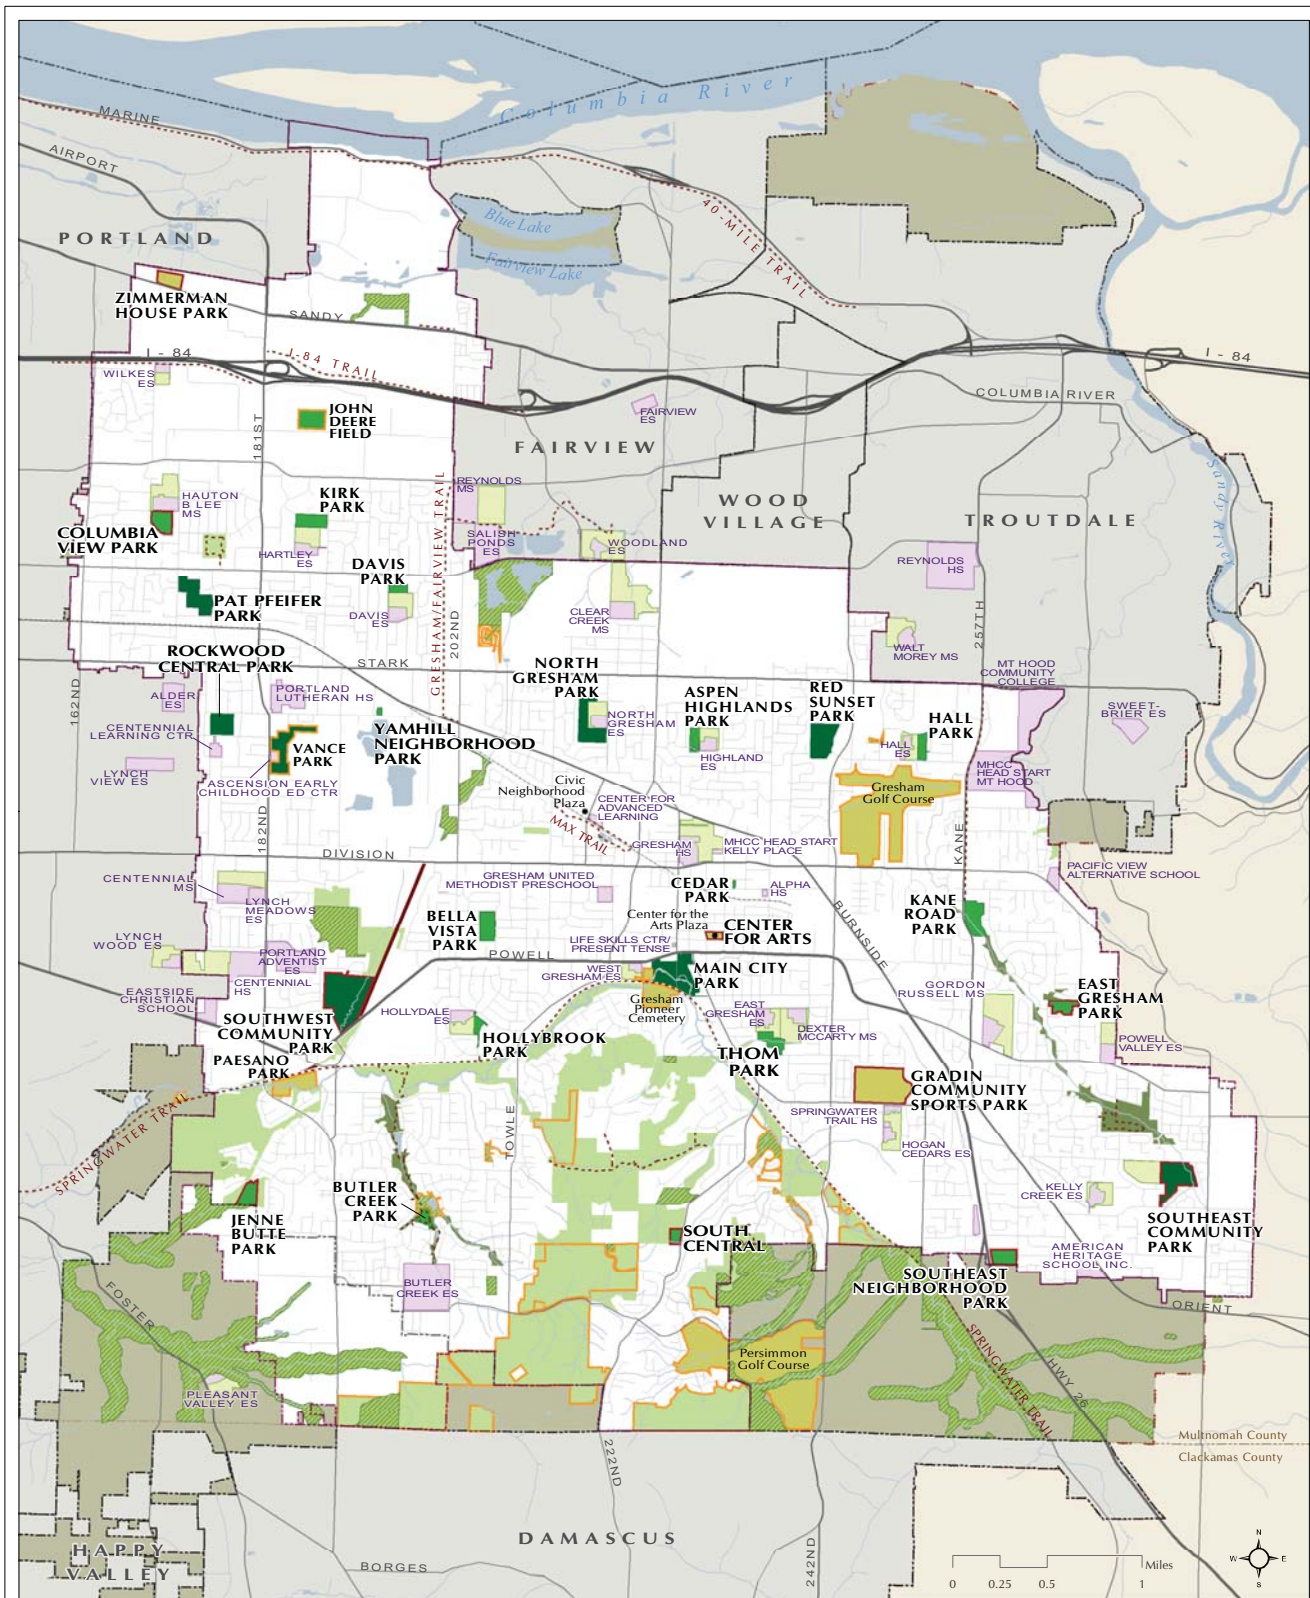 Columbia River
MARINE
AIRPORT
40-MILE TRAIL
Blue Lake
PORTLAND
Fairview Lake
ZIMMERMAN
HOUSE PARK
SANDY
I - 84
I-84 TRAIL
I - 84
WILKES
ES
COLUMBIA RIVER
181ST
JOHN
DEERE
FIELD
FAIRVIEW
ES
FAIRVIEW
Sandy River
GRESHAM/FAIRVIEW TRAIL
REYNOLDS
MS
KIRK
PARK
WOOD
VILLAGE
TROUTDALE
HAUTON
B LEE
MS
COLUMBIA
VIEW PARK
HARTLEY
ES
SALISH
PONDS
ES
WOODLAND
ES
REYNOLDS
HS
DAVIS
PARK
DAVIS
ES
PAT PFEIFER
PARK
CLEAR
CREEK
MS
257TH
202ND
WALT
MOREY MS
ROCKWOOD
CENTRAL PARK
STARK
NORTH
GRESHAM
PARK
MT HOOD
COMMUNITY
COLLEGE
162ND
ALDER
ES
PORTLAND
LUTHERAN HS
ASPEN
HIGHLANDS
PARK
RED
SUNSET
PARK
HALL
PARK
SWEET-
BRIER ES
CENTENNIAL
LEARNING CTR
YAMHILL
NEIGHBORHOOD
PARK
NORTH
GRESHAM
ES
HALL
ES
VANCE
PARK
HIGHLAND
ES
LYNCH
VIEW ES
ASCENSION EARLY
CHILDHOOD ED CTR
Civic
Neighborhood
Plaza
MHCC
HEAD START
MT HOOD
Gresham
Golf Course
CENTER FOR
ADVANCED
LEARNING
182ND
MAX TRAIL
KANE
DIVISION
GRESHAM
HS
MHCC HEAD START
KELLY PLACE
PACIFIC VIEW
ALTERNATIVE SCHOOL
CENTENNIAL
MS
GRESHAM UNITED
METHODIST PRESCHOOL
CEDAR
PARK
ALPHA
HS
LYNCH
MEADOWS
ES
KANE
ROAD
PARK
BURNSIDE
BELLA
VISTA
PARK
Center for the
Arts Plaza
CENTER
FOR ARTS
LYNCH
WOOD ES
PORTLAND
ADVENTIST
ES
POWELL
LIFE SKILLS CTR/
PRESENT TENSE
WEST
GRESHAM ES
MAIN CITY
PARK
CENTENNIAL
HS
GORDON
RUSSELL MS
EAST
GRESHAM
PARK
EASTSIDE
CHRISTIAN
SCHOOL
Gresham
Pioneer
Cemetery
HOLLYDALE
ES
EAST
GRESHAM
ES
DEXTER
MCCARTY MS
SOUTHWEST
COMMUNITY
PARK
HOLLYBROOK
PARK
POWELL
VALLEY ES
PAESANO
PARK
THOM
PARK
GRADIN
COMMUNITY
SPORTS PARK
SPRINGWATER TRAIL
TOWLE
SPRINGWATER
TRAIL HS
HOGAN
CEDARS ES
BUTLER
CREEK
PARK
KELLY
CREEK ES
JENNE
BUTTE
PARK
SOUTH
CENTRAL
SOUTHEAST
COMMUNITY
PARK
AMERICAN
HERITAGE
SCHOOL INC.
SOUTHEAST
NEIGHBORHOOD
PARK
BUTLER
CREEK ES
ORIENT
FOSTER
SPRINGWATER TRAIL
Persimmon
Golf Course
HWY 26
PLEASANT
VALLEY ES
Multnomah County
Clackamas County
222ND
DAMASCUS
HAPPY
VALLEY
BORGES
242ND
N
W E
S
Miles
0 0.25 0.5 1